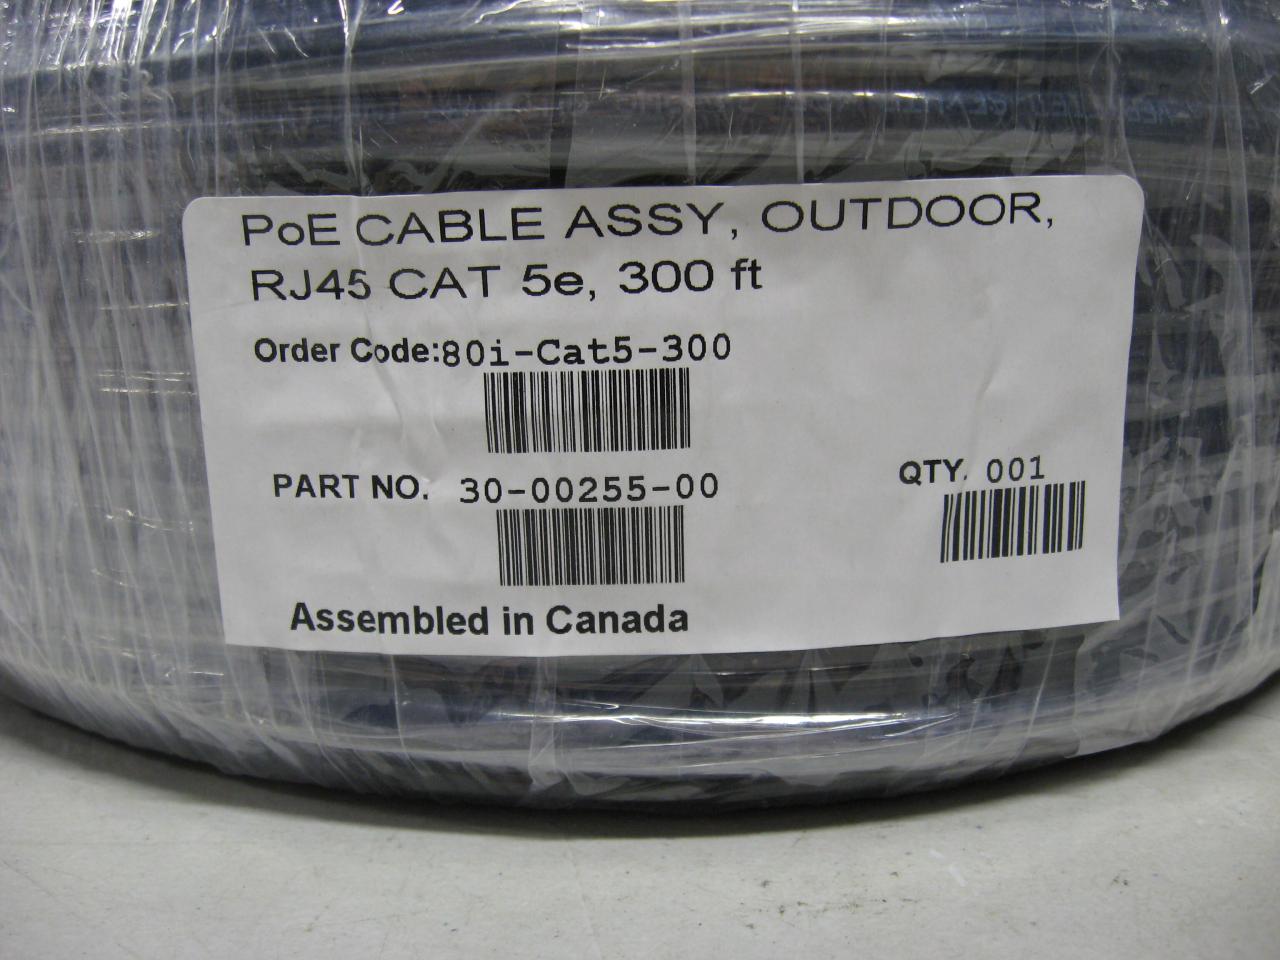 PoE CABLE ASSY, OUTDOOR,
RJ45 CAT 5e, 300 ft
Order Code:80i-Cat5-300
PART NO. 30-00255-00
QTY. 001
Assembled in Canada